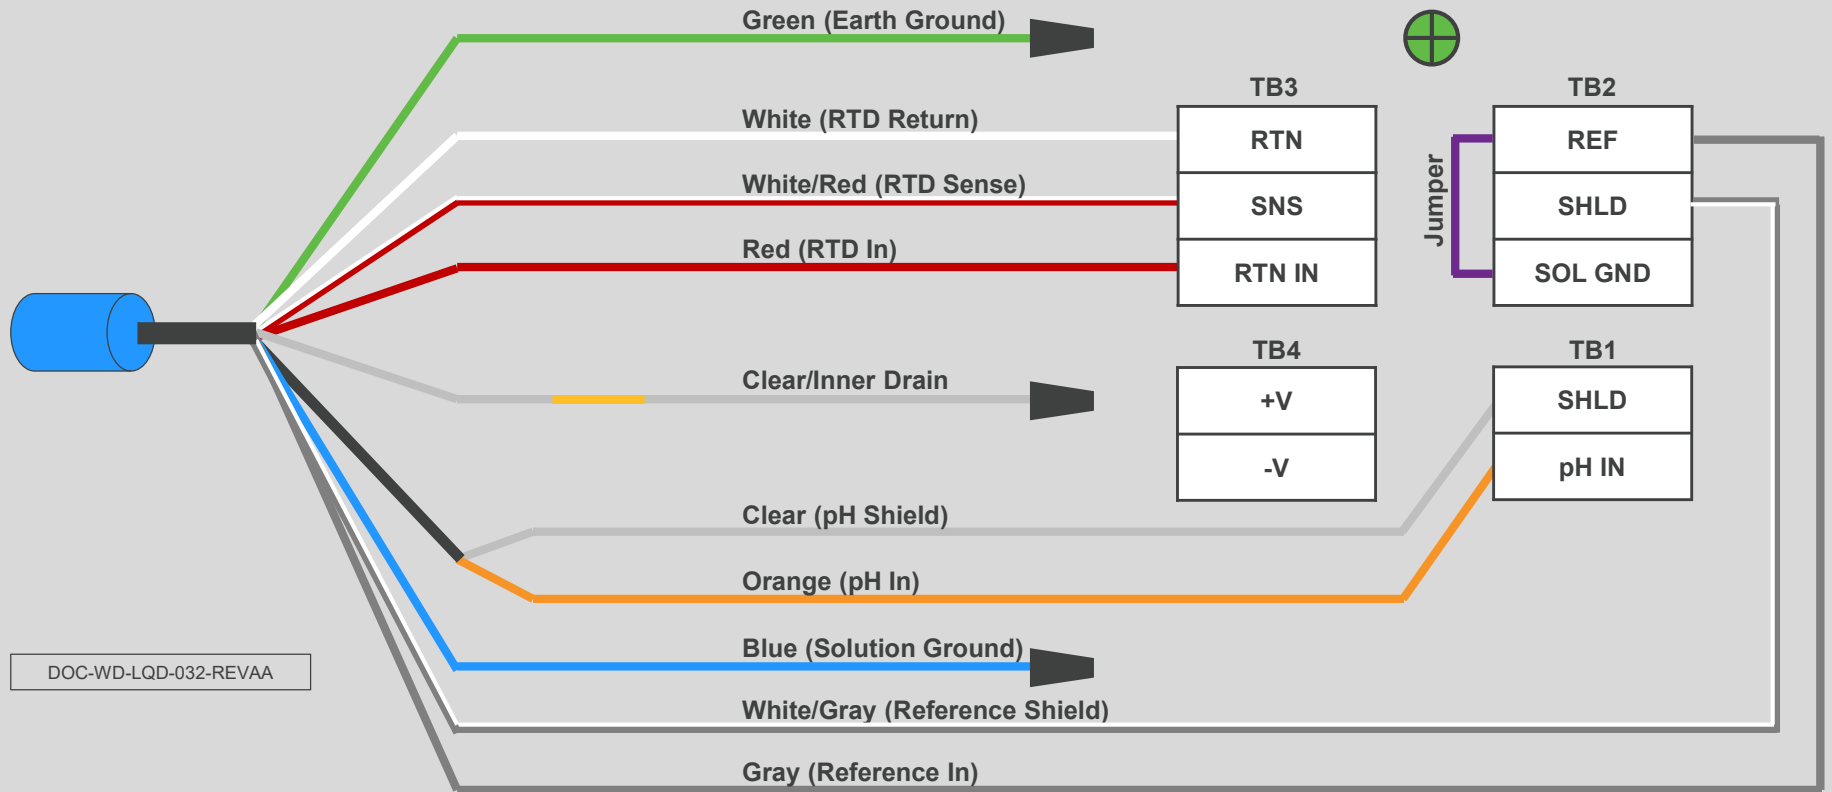 Green (Earth Ground)
TB3
TB2
White (RTD Return)
RTN
REF
White/Red (RTD Sense)
SNS
Jumper
SHLD
Red (RTD In)
RTN IN
SOL GND
TB4
TB1
Clear/Inner Drain
+V
SHLD
-V
pH IN
Clear (pH Shield)
Orange (pH In)
Blue (Solution Ground)
DOC-WD-LQD-032-REVAA
White/Gray (Reference Shield)
Gray (Reference In)